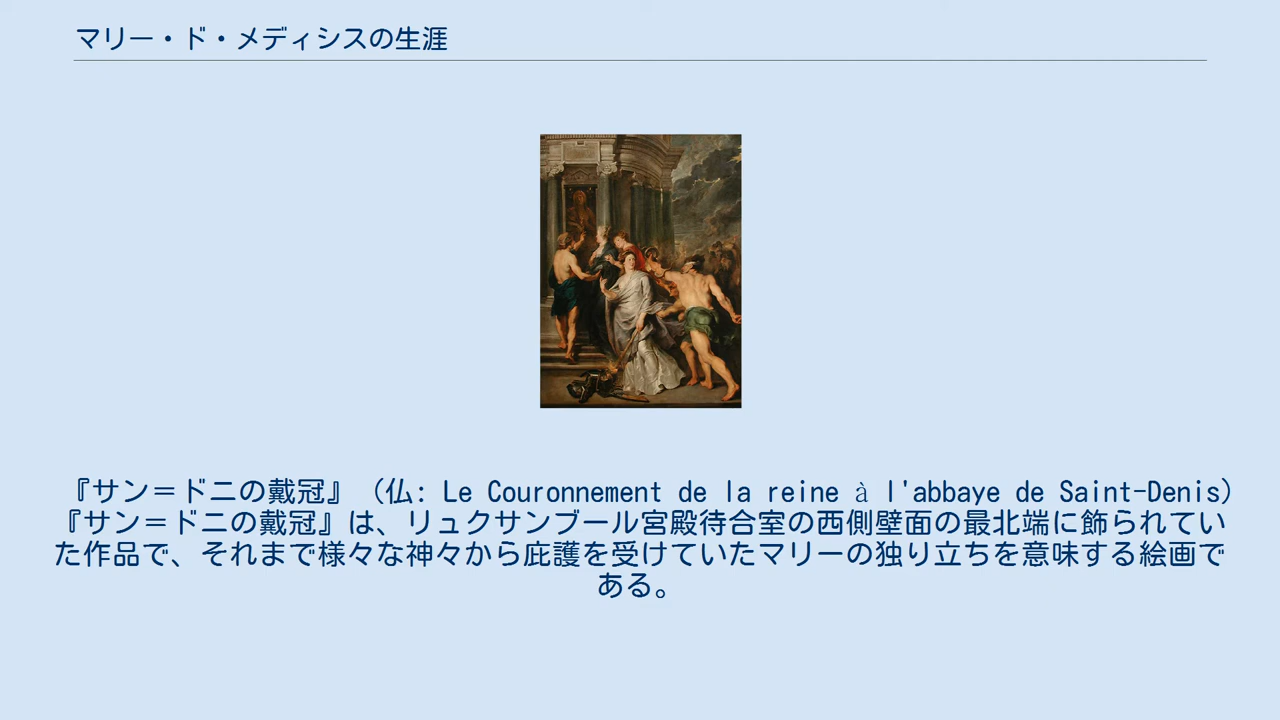 マリー・ド・メディシスの生涯
『サン＝ドニの戴冠』（仏: Le Couronnement de la reine à l'abbaye de Saint-Denis）
『サン＝ドニの戴冠』は、リュクサンブール宮殿待合室の西側壁面の最北端に飾られてい
た作品で、それまで様々な神々から庇護を受けていたマリーの独り立ちを意味する絵画で
ある。